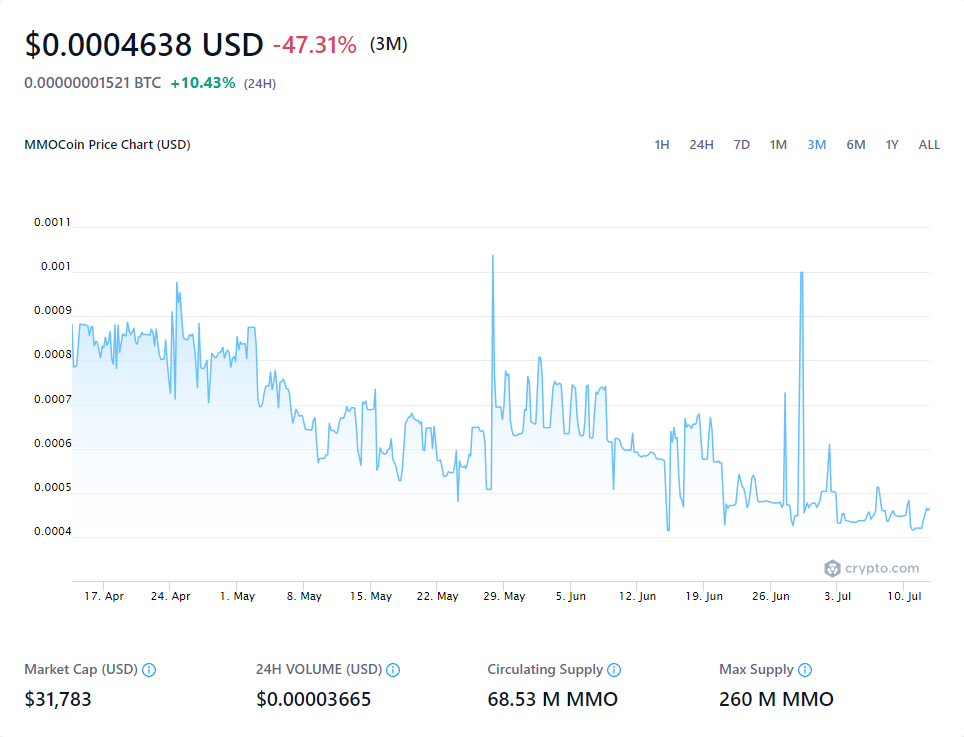 $0.0004638 USD -47.31% (3M)
0.00000001521 BTC +10.43% (24H)
MMOCoin Price Chart (USD) 1H 24H 7D 1M 3M 6M 1Y ALL
0.0011
0.001
0.0009
0.0008
0.0007
0.0006
0.0005
0.0004
crypto.com
17. Apr 24. Apr 1. May 8. May 15. May 22. May 29. May 5. Jun 12. Jun 19. Jun 26. Jun 3. Jul 10. Jul
Market Cap (USD) 24H VOLUME (USD) Circulating Supply Max Supply
$31,783 $0.00003665 68.53 M MMO 260 M MMO